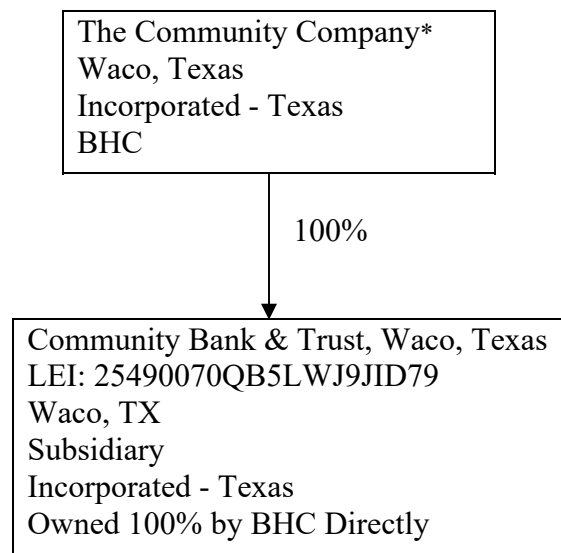 The Community Company*
Waco, Texas
Incorporated - Texas
BHC
100%
Community Bank & Trust, Waco, Texas
LEI: 25490070QB5LWJ9JID79
Waco, TX
Subsidiary
Incorporated - Texas
Owned 100% by BHC Directly